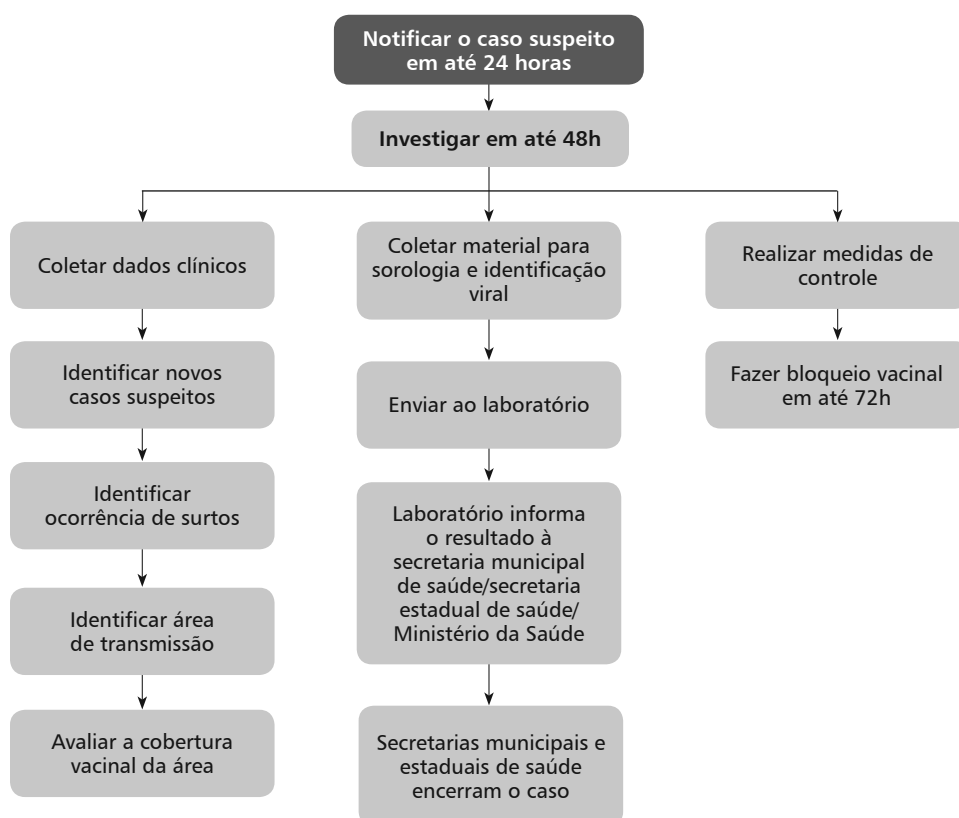 Notificar o caso suspeito
em até 24 horas
Investigar em até 48h
Coletar dados clínicos
Identificar novos
casos suspeitos
Identificar
ocorrência de surtos
Identificar área
de transmissão
Avaliar a cobertura
vacinal da área
Coletar material para
sorologia e identificação
viral
Enviar ao laboratório
Laboratório informa
o resultado à
secretaria municipal
de saúde/secretaria
estadual de saúde/
Ministério da Saúde
Secretarias municipais e
estaduais de saúde
encerram o caso
Realizar medidas de
controle
Fazer bloqueio vacinal
em até 72h